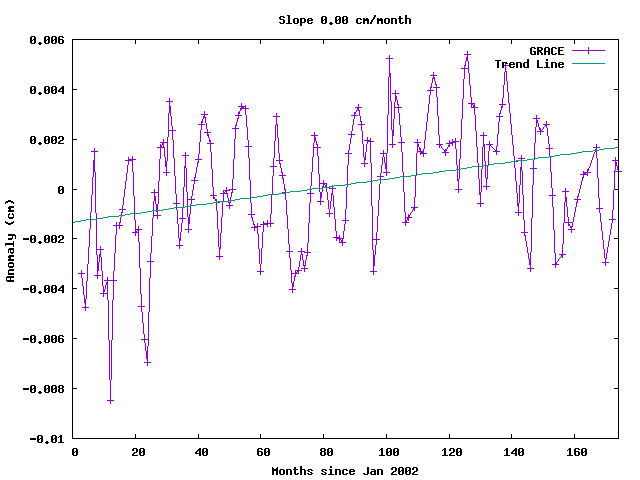 Slope 0.00 cm/month
GRACE
Trend Line
0.006
0.004
0.002
0
-0.002
-0.004
-0.006
-0.008
-0.01
Anomaly (cm)
0 20 40 60 80 100 120 140 160
Months since Jan 2002